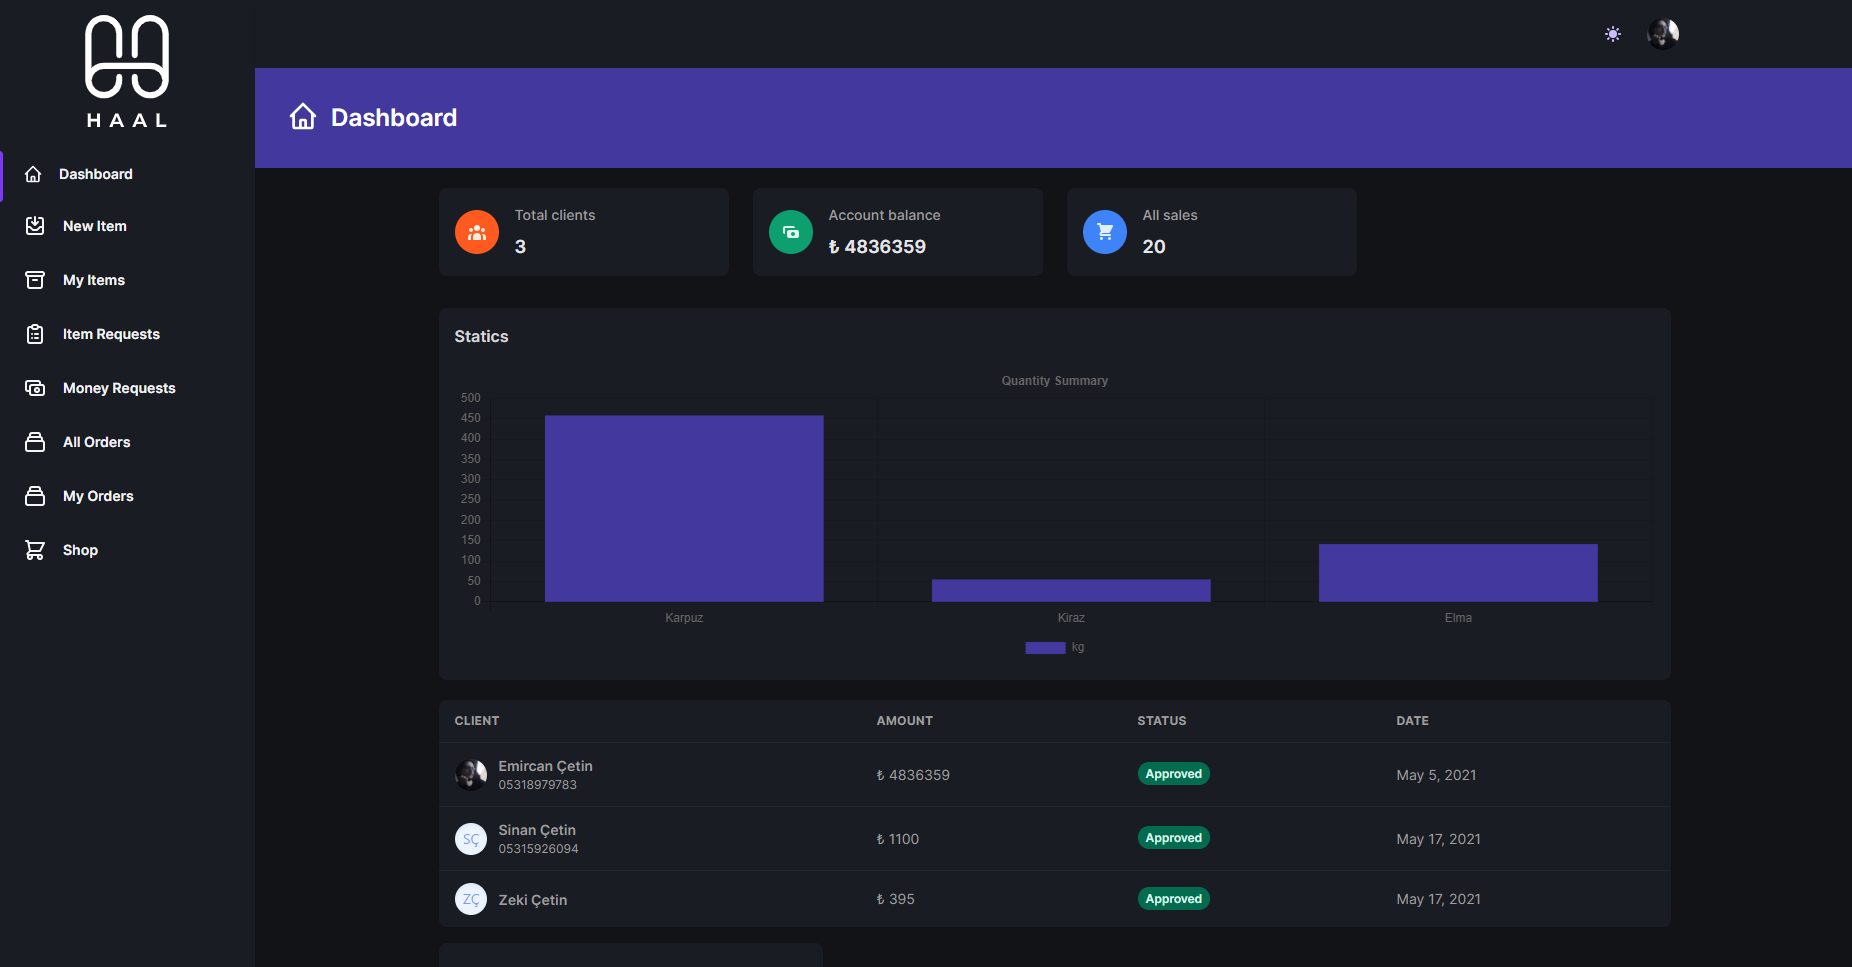 HAAL
Dashboard
New Item
My Items
Item Requests
Money Requests
All Orders
My Orders
Shop
Dashboard
Total clients
3
Account balance
₺ 4836359
All sales
20
Statics
Quantity Summary
500
450
400
350
300
250
200
150
100
50
0
Karpuz Kiraz Elma
kg
CLIENT AMOUNT STATUS DATE
Emircan Çetin
05318979783
₺ 4836359 Approved May 5, 2021
SÇ
Sinan Çetin
05315926094
₺ 1100 Approved May 17, 2021
ZÇ Zeki Çetin ₺ 395 Approved May 17, 2021